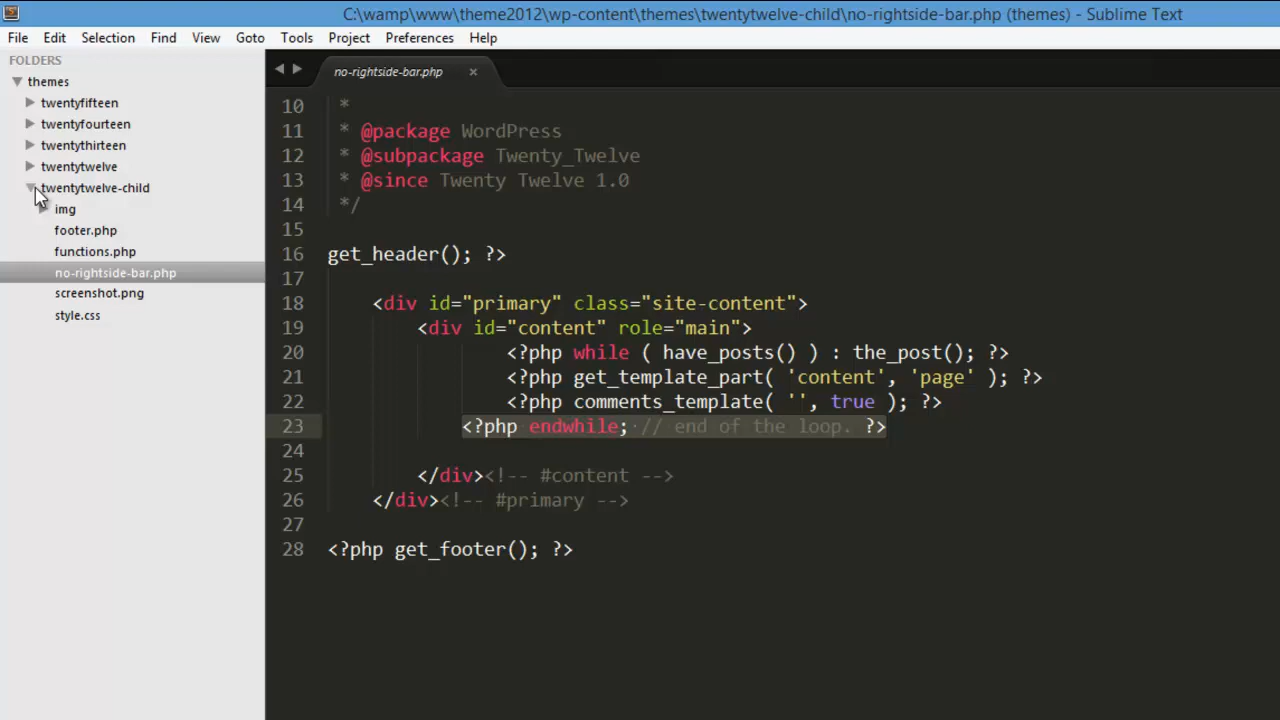 C:\wamp\www\theme2012\wp-content\themes\twentytwelve-child\no-rightside-bar.php (themes) - Sublime Text
File Edit Selection Find View Goto Tools Project Preferences Help
FOLDERS
themes
twentyfifteen
twentyfourteen
twentythirteen
twentytwelve
twentytwelve-child
img
footer.php
functions.php
no-rightside-bar.php
screenshot.png
style.css
no-rightside-bar.php ×
10 *
11 * @package WordPress
12 * @subpackage Twenty_Twelve
13 * @since Twenty Twelve 1.0
14 */
15
16 get_header(); ?>
17
18 <div id="primary" class="site-content">
19 <div id="content" role="main">
20 <?php while ( have_posts() ) : the_post(); ?>
21 <?php get_template_part( 'content', 'page' ); ?>
22 <?php comments_template( '', true ); ?>
23 <?php endwhile; // end of the loop. ?>
24
25 </div><!-- #content -->
26 </div><!-- #primary -->
27
28 <?php get_footer(); ?>